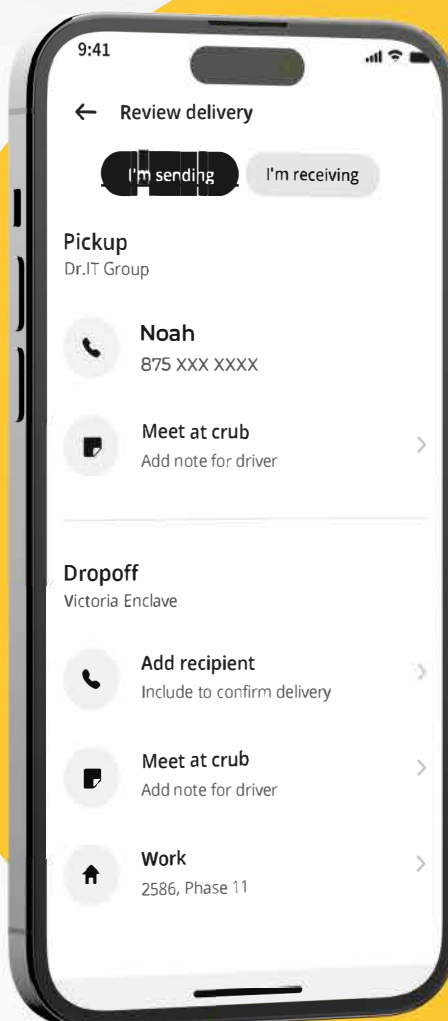 9:41
Review delivery
I'm sending
I'm receiving
Pickup
Dr.IT Group
Noah
875 XXX XXXX
Meet at crub
Add note for driver
Dropoff
Victoria Enclave
Add recipient
Include to confirm delivery
Meet at crub
Add note for driver
Work
2586, Phase 11